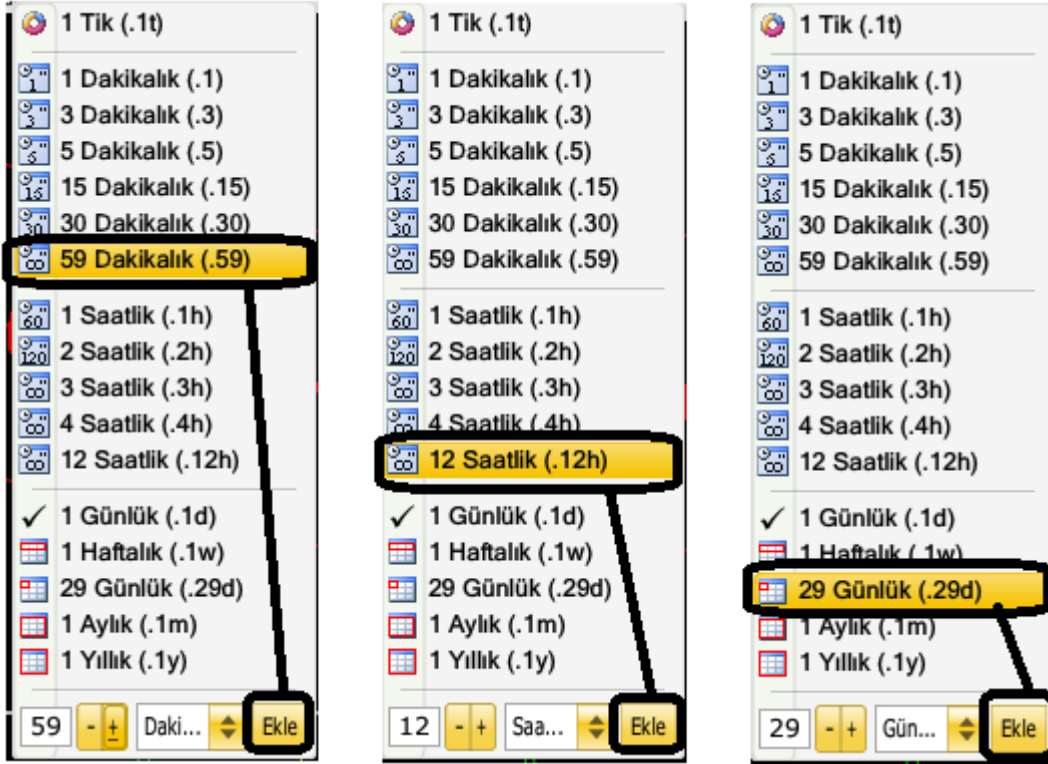 1 Tik (.1t)
1 Dakikalık (.1)
3 Dakikalık (.3)
5 Dakikalık (.5)
15 Dakikalık (.15)
30 Dakikalık (.30)
59 Dakikalık (.59)
1 Saatlik (.1h)
2 Saatlik (.2h)
3 Saatlik (.3h)
4 Saatlik (.4h)
12 Saatlik (.12h)
1 Günlük (.1d)
1 Haftalık (.1w)
29 Günlük (.29d)
1 Aylık (.1m)
1 Yıllık (.1y)
59 - + Daki... Ekle
1 Tik (.1t)
1 Dakikalık (.1)
3 Dakikalık (.3)
5 Dakikalık (.5)
15 Dakikalık (.15)
30 Dakikalık (.30)
59 Dakikalık (.59)
1 Saatlik (.1h)
2 Saatlik (.2h)
3 Saatlik (.3h)
4 Saatlik (.4h)
12 Saatlik (.12h)
1 Günlük (.1d)
1 Haftalık (.1w)
29 Günlük (.29d)
1 Aylık (.1m)
1 Yıllık (.1y)
12 - + Saa... Ekle
1 Tik (.1t)
1 Dakikalık (.1)
3 Dakikalık (.3)
5 Dakikalık (.5)
15 Dakikalık (.15)
30 Dakikalık (.30)
59 Dakikalık (.59)
1 Saatlik (.1h)
2 Saatlik (.2h)
3 Saatlik (.3h)
4 Saatlik (.4h)
12 Saatlik (.12h)
1 Günlük (.1d)
1 Haftalık (.1w)
29 Günlük (.29d)
1 Aylık (.1m)
1 Yıllık (.1y)
29 - + Gün... Ekle